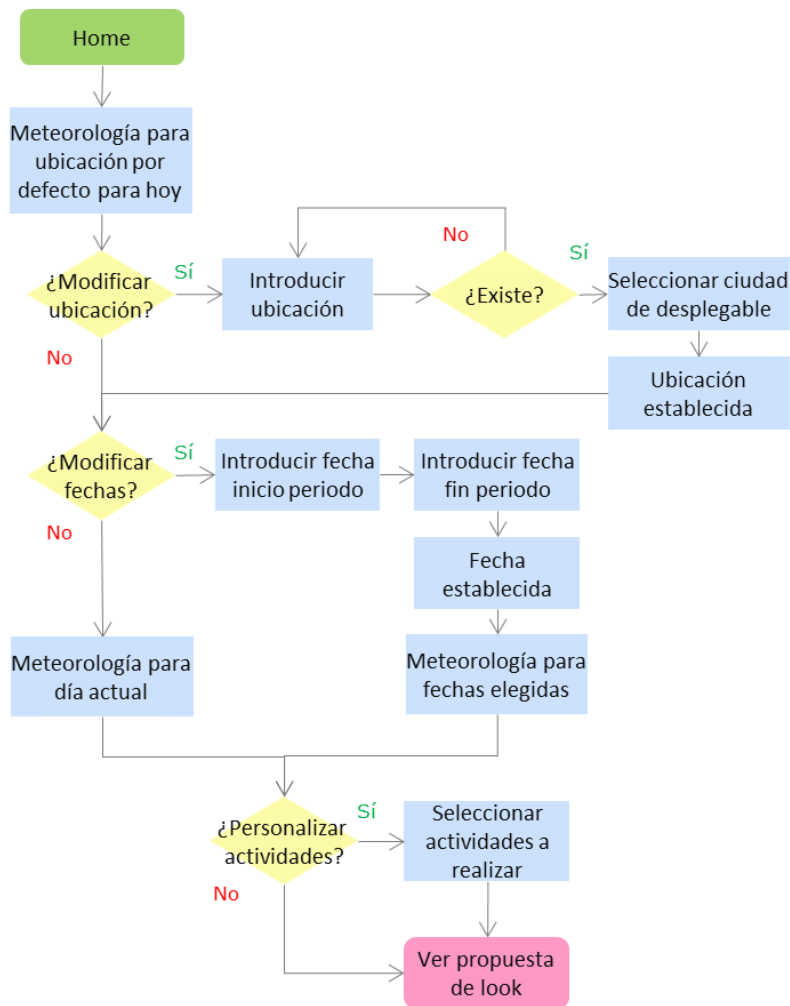 Home
Meteorología para
ubicación por
defecto para hoy
¿Modificar
ubicación?
Sí
No
Introducir
ubicación
No
¿Existe?
Sí
Seleccionar ciudad
de desplegable
Ubicación
establecida
¿Modificar
fechas?
Sí
No
Introducir fecha
inicio periodo
Introducir fecha
fin periodo
Fecha
establecida
Meteorología para
fechas elegidas
Meteorología para
día actual
¿Personalizar
actividades?
Sí
No
Seleccionar
actividades a
realizar
Ver propuesta
de look